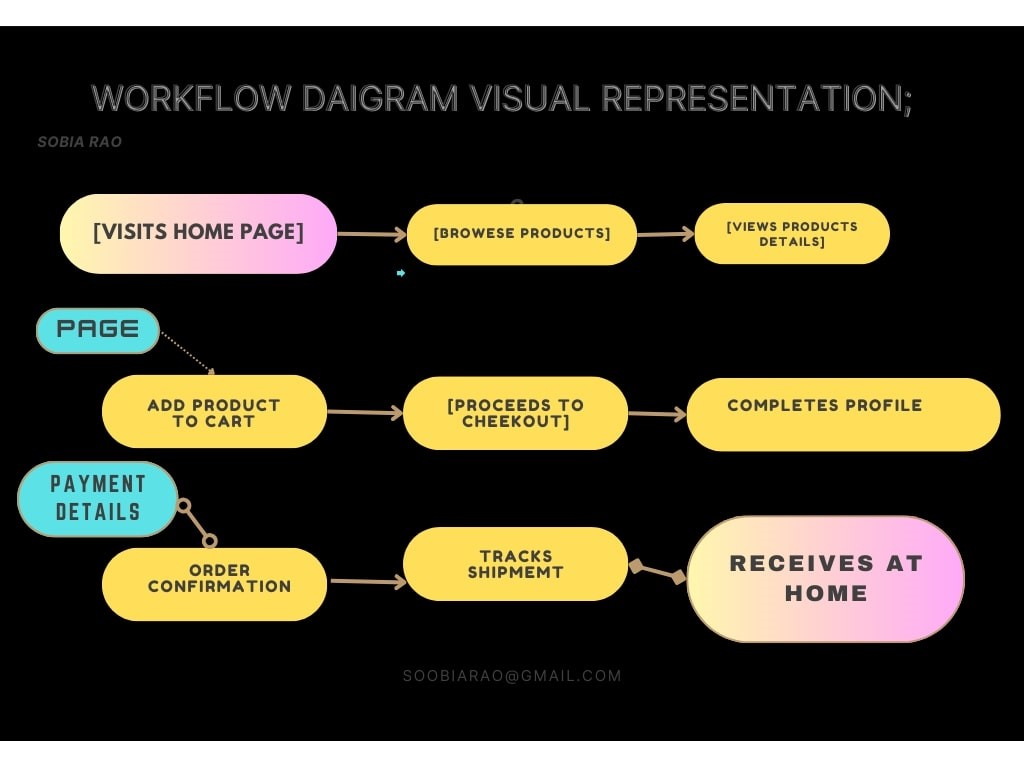 WORKFLOW DAIGRAM VISUAL REPRESENTATION;
SOBIA RAO
[VISITS HOME PAGE]
[BROWESE PRODUCTS]
[VIEWS PRODUCTS
DETAILS]
PAGE
ADD PRODUCT
TO CART
[PROCEEDS TO
CHEEKOUT]
COMPLETES PROFILE
PAYMENT
DETAILS
ORDER
CONFIRMATION
TRACKS
SHIPMEMT
RECEIVES AT
HOME
SOOBIARAO@GMAIL.COM